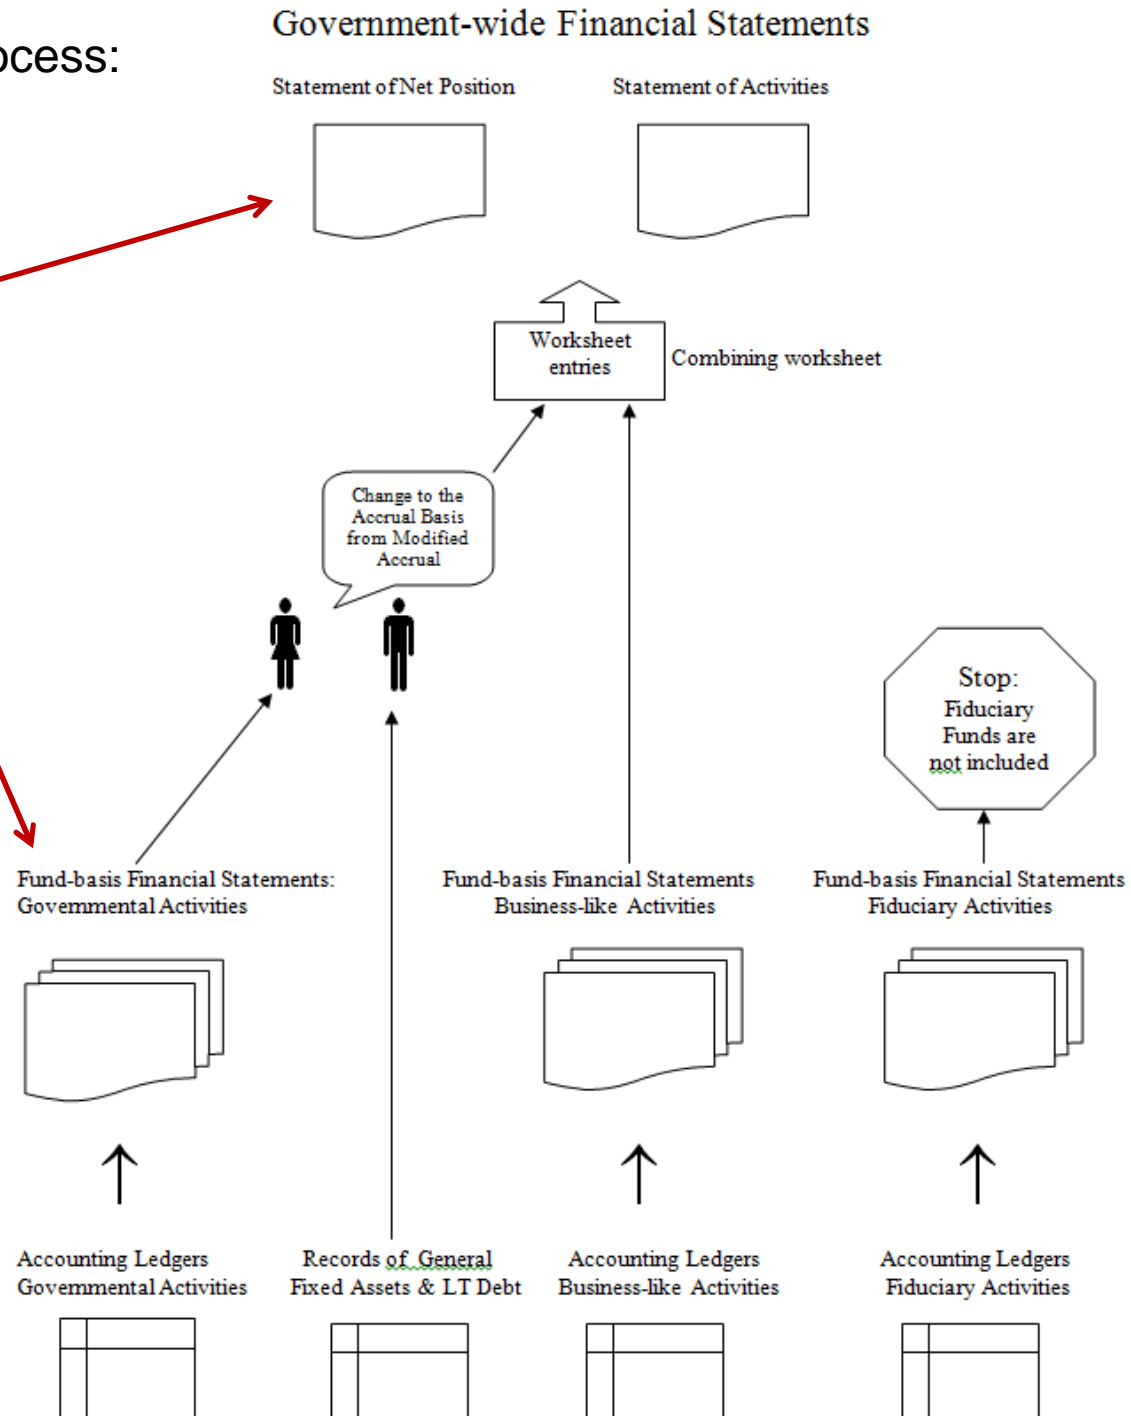 Government-wide Financial Statements
ocess:
Statement of Net Position
Statement of Activities
Worksheet
entries
Combining worksheet
Change to the
Accrual Basis
from Modified
Accrual
Stop:
Fiduciary
Funds are
not included
Fund-basis Financial Statements:
Governmental Activities
Fund-basis Financial Statements
Business-like Activities
Fund-basis Financial Statements
Fiduciary Activities
Accounting Ledgers
Governmental Activities
Records of General
Fixed Assets & LT Debt
Accounting Ledgers
Business-like Activities
Accounting Ledgers
Fiduciary Activities